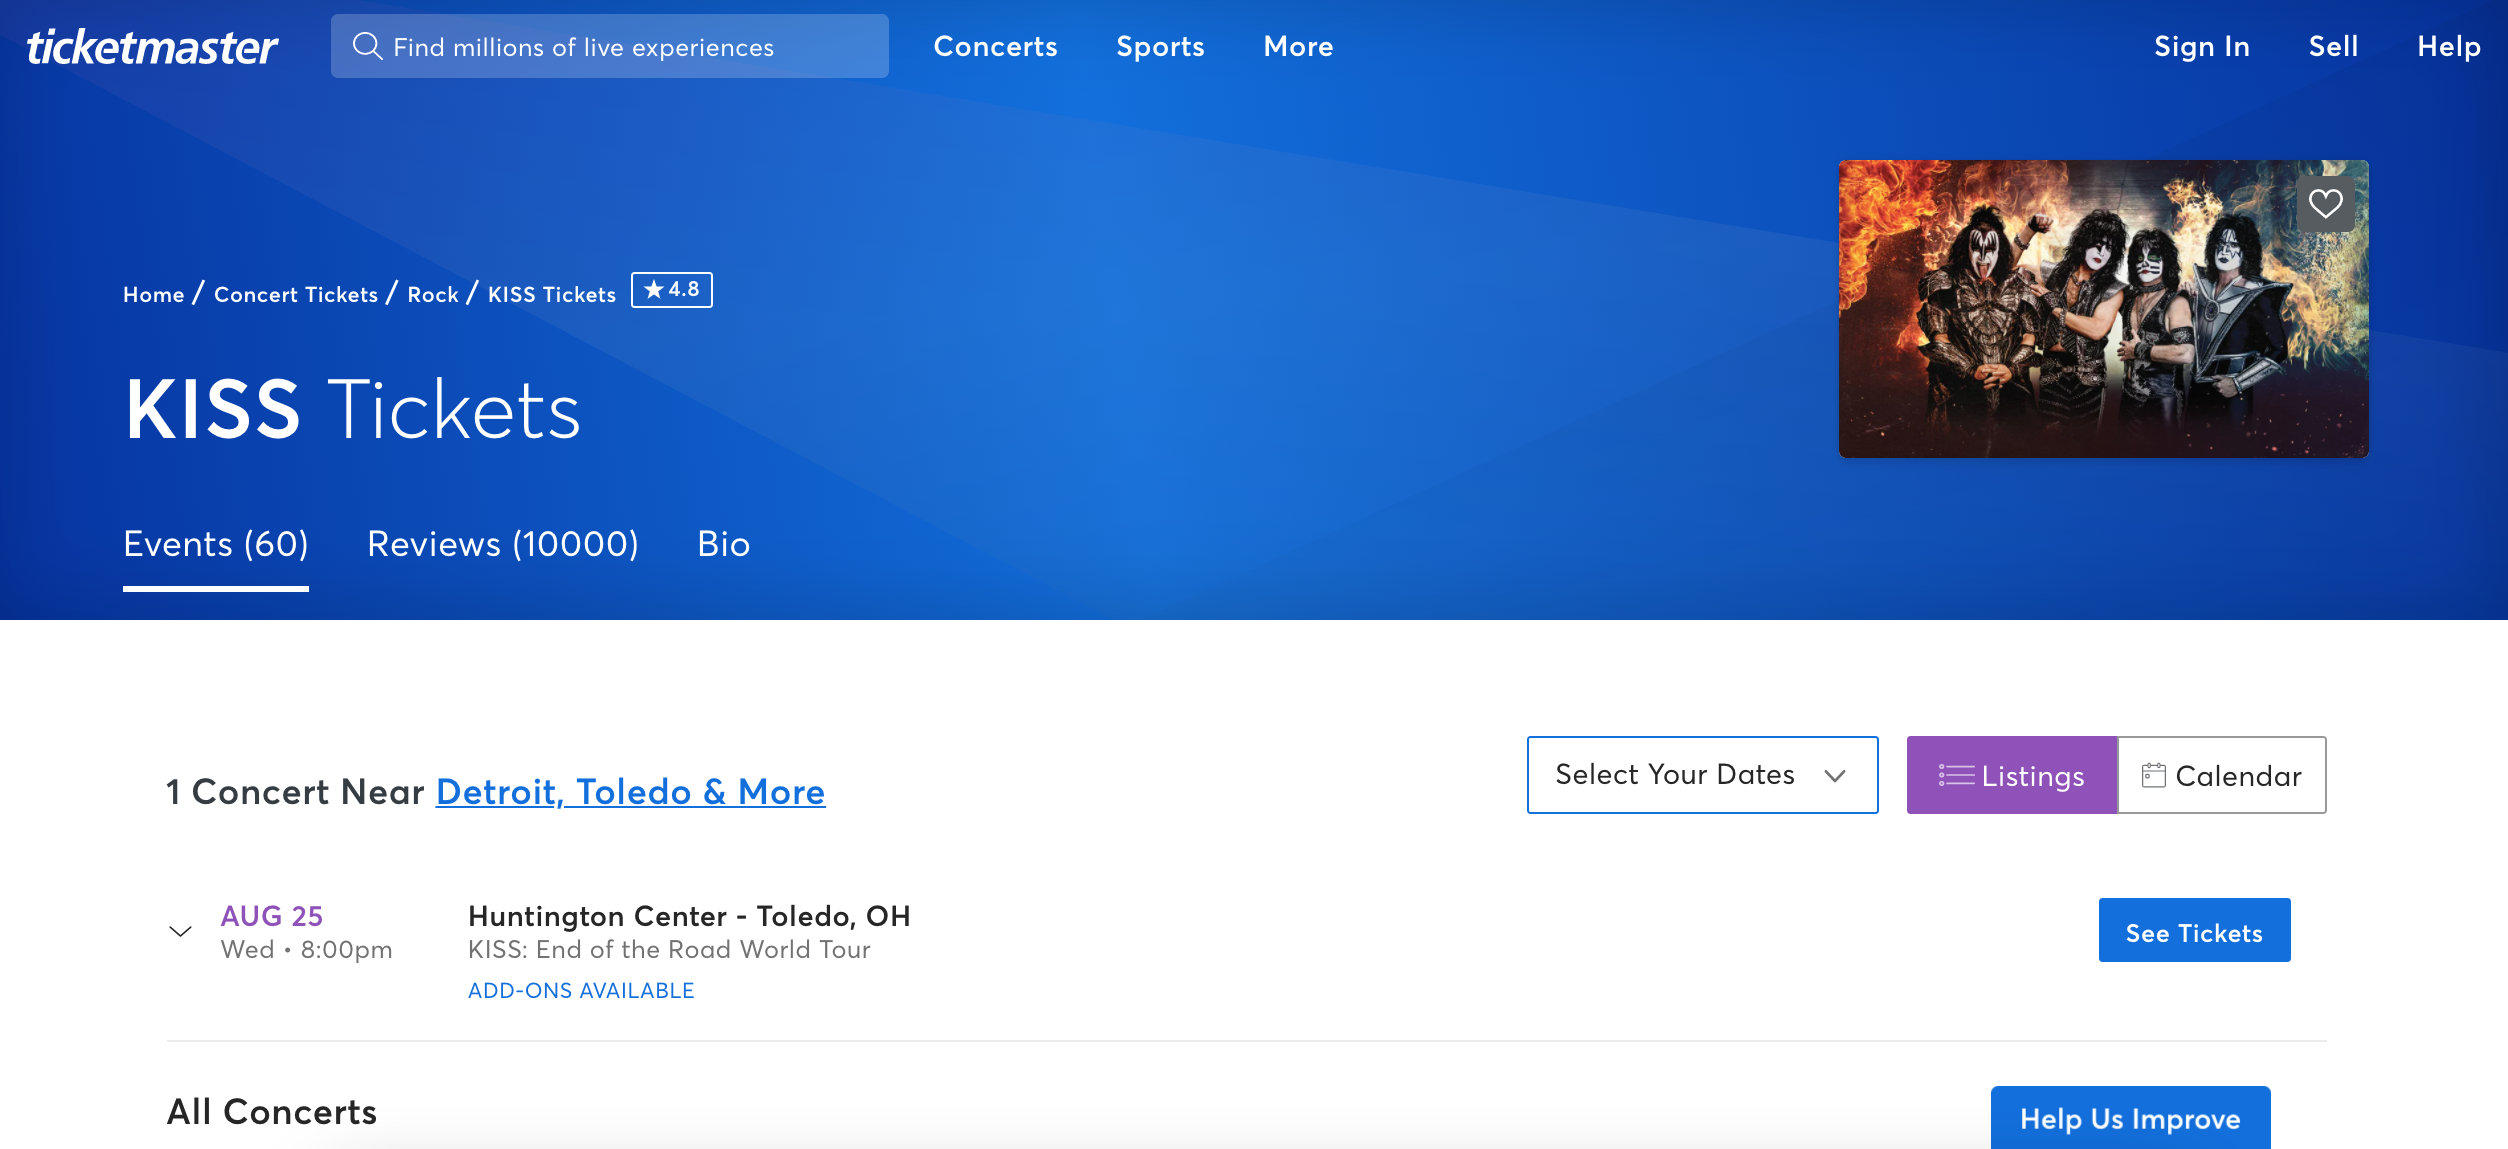 ticketmaster
Find millions of live experiences
Concerts
Sports
More
Sign In
Sell
Help
Home / Concert Tickets / Rock / KISS Tickets ★ 4.8
KISS Tickets
Events (60)
Reviews (10000)
Bio
1 Concert Near Detroit, Toledo & More
Select Your Dates
Listings
Calendar
AUG 25
Wed • 8:00pm
Huntington Center - Toledo, OH
KISS: End of the Road World Tour
ADD-ONS AVAILABLE
See Tickets
All Concerts
Help Us Improve